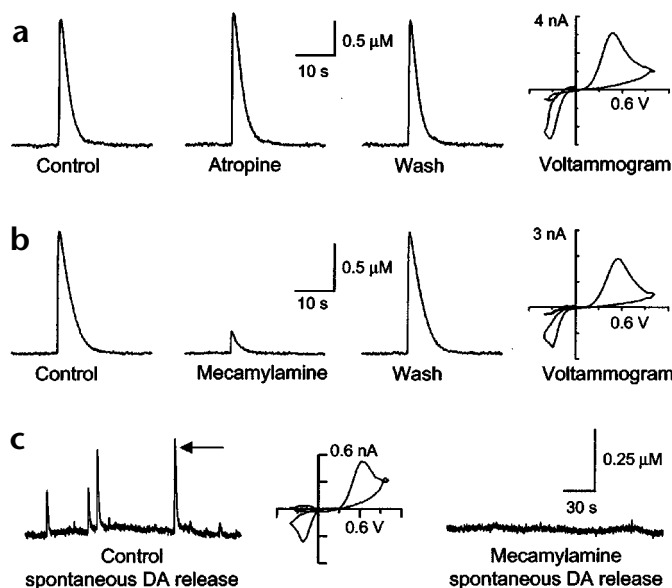 a
0.5 µM
10 s
4 nA
0.6 V
Control
Atropine
Wash
Voltammogram
b
0.5 µM
10 s
3 nA
0.6 V
Control
Mecamylamine
Wash
Voltammogram
c
0.6 nA
0.6 V
0.25 µM
30 s
Control
spontaneous DA release
Mecamylamine
spontaneous DA release